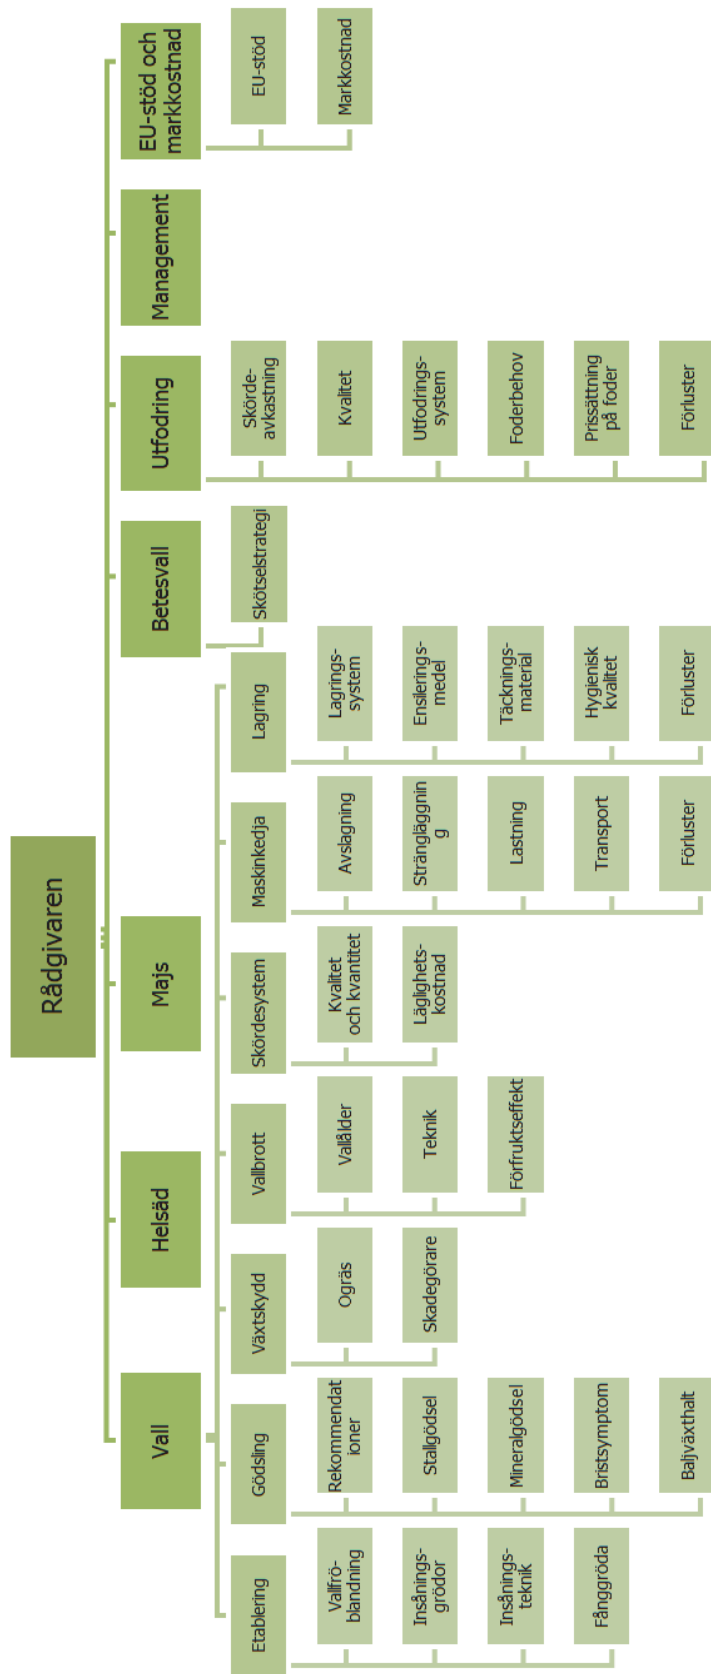 Rådgivaren
Vall
Helsäd
Majs
Betesvall
Utfodring
Management
EU-stöd och
markkostnad
Etablering
Vallfrö-
blandning
Insånings-
grödor
Insånings-
teknik
Fånggröda
Gödsling
Rekommendat
ioner
Stallgödsel
Mineralgödsel
Bristsymptom
Baljväxthalt
Växtskydd
Ogräs
Skadegörare
Vallbrott
Vallålder
Teknik
Förfruktseffekt
Skördesystem
Kvalitet
och kvantitet
Läglighets-
kostnad
Maskinkedja
Avslagning
Strängläggnin
g
Lastning
Transport
Förluster
Lagring
Lagrings-
system
Ensilerings-
medel
Täcknings-
material
Hygienisk
kvalitet
Förluster
Skötselstrategi
Skörde-
avkastning
Kvalitet
Utfodrings-
system
Foderbehov
Prissättning
på foder
Förluster
EU-stöd
Markkostnad